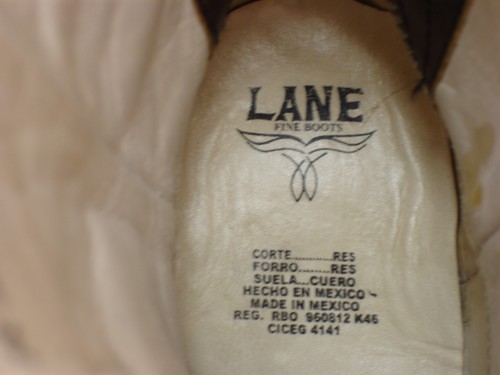 LANE
FINE BOOTS
CORTE...........RES
FORRO........RES
SUELA...CUERO
HECHO EN MEXICO
MADE IN MEXICO
REG. RBO 960812 K46
CICEG 4141